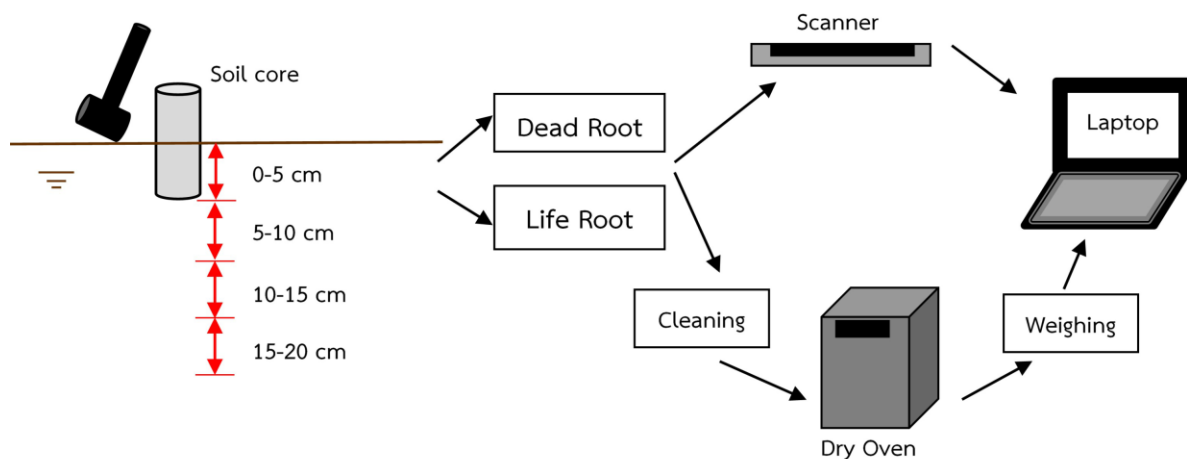 Soil core
0-5 cm
5-10 cm
10-15 cm
15-20 cm
Dead Root
Life Root
Scanner
Laptop
Cleaning
Dry Oven
Weighing